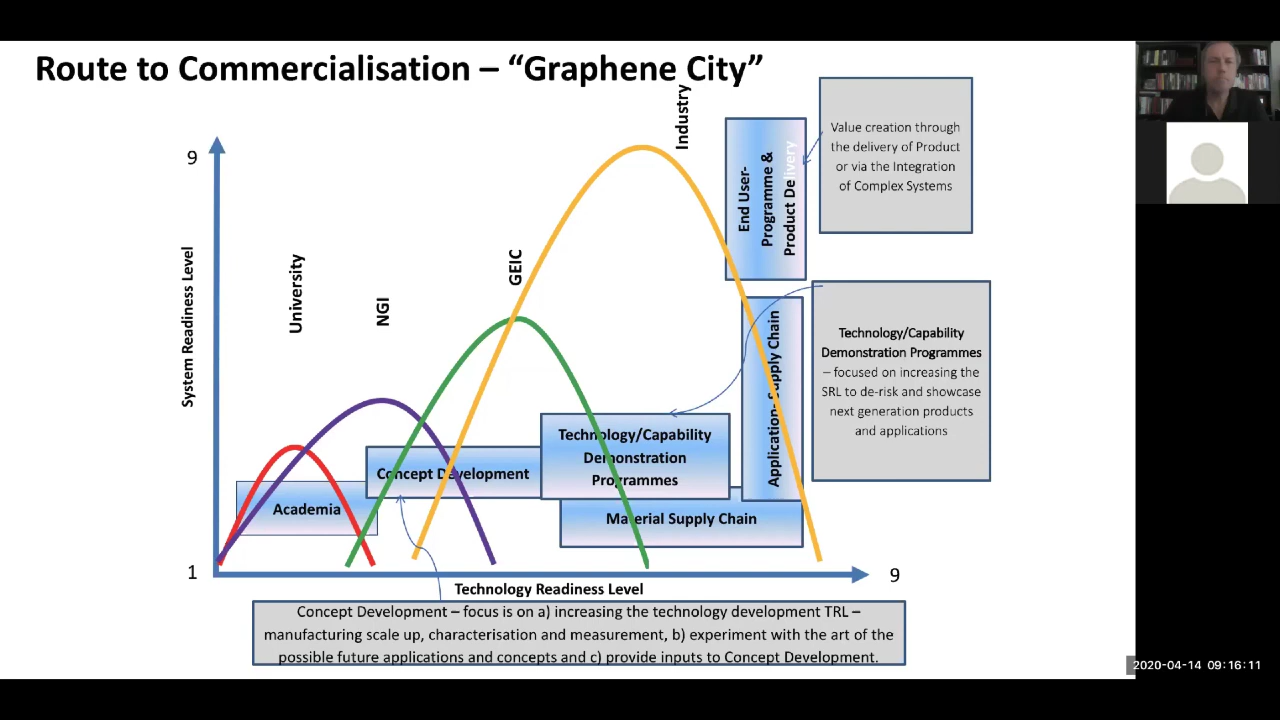 Route to Commercialisation – “Graphene City”
Industry
9
System Readiness Level
University
NGI
GEIC
End User-
Programme &
Product Delivery
Value creation through
the delivery of Product
or via the Integration
of Complex Systems
Application- Supply Chain
Technology/Capability
Demonstration Programmes
– focused on increasing the
SRL to de-risk and showcase
next generation products
and applications
Technology/Capability
Demonstration
Programmes
Concept Development
Academia
Material Supply Chain
1
Technology Readiness Level
9
Concept Development – focus is on a) increasing the technology development TRL –
manufacturing scale up, characterisation and measurement, b) experiment with the art of the
possible future applications and concepts and c) provide inputs to Concept Development.
2020-04-14 09:16:11